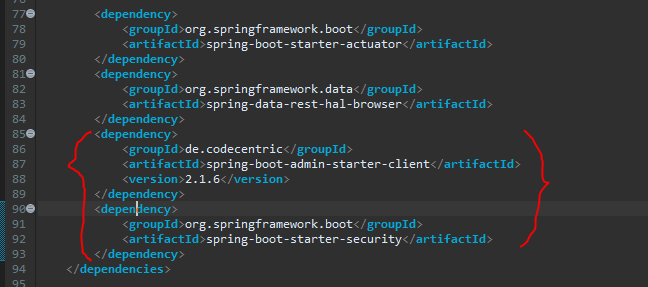 77 <dependency>
78 <groupId>org.springframework.boot</groupId>
79 <artifactId>spring-boot-starter-actuator</artifactId>
80 </dependency>
81 <dependency>
82 <groupId>org.springframework.data</groupId>
83 <artifactId>spring-data-rest-hal-browser</artifactId>
84 </dependency>
85 <dependency>
86 <groupId>de.codecentric</groupId>
87 <artifactId>spring-boot-admin-starter-client</artifactId>
88 <version>2.1.6</version>
89 </dependency>
90 <dependency>
91 <groupId>org.springframework.boot</groupId>
92 <artifactId>spring-boot-starter-security</artifactId>
93 </dependency>
94 </dependencies>
95